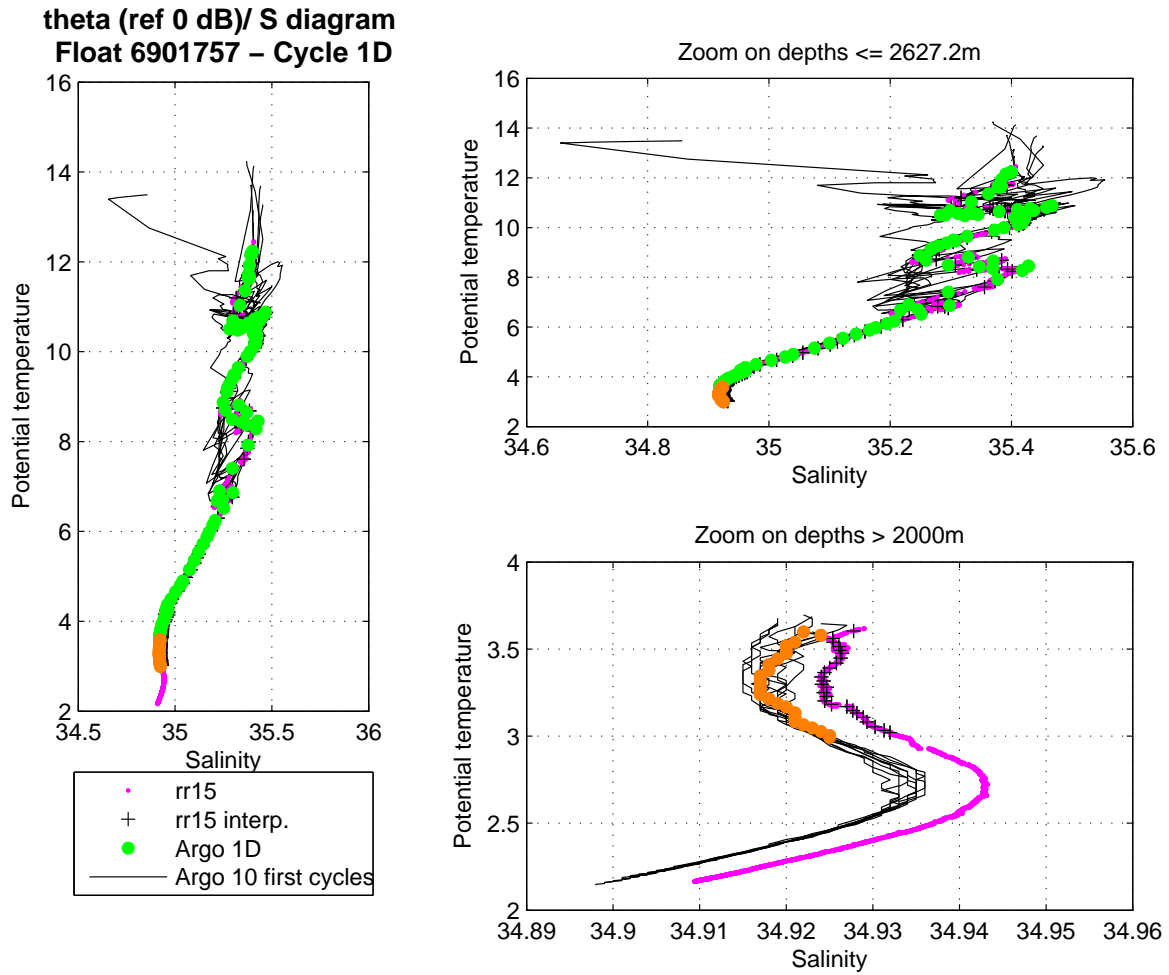 theta (ref 0 dB)/ S diagram
Float 6901757 – Cycle 1D
16
14
12
10
8
6
4
2
34.5
35
35.5
36
Potential temperature
Salinity
rr15
rr15 interp.
Argo 1D
Argo 10 first cycles
Zoom on depths <= 2627.2m
16
14
12
10
8
6
4
2
34.6
34.8
35
35.2
35.4
35.6
Potential temperature
Salinity
Zoom on depths > 2000m
4
3.5
3
2.5
2
34.89
34.9
34.91
34.92
34.93
34.94
34.95
34.96
Potential temperature
Salinity